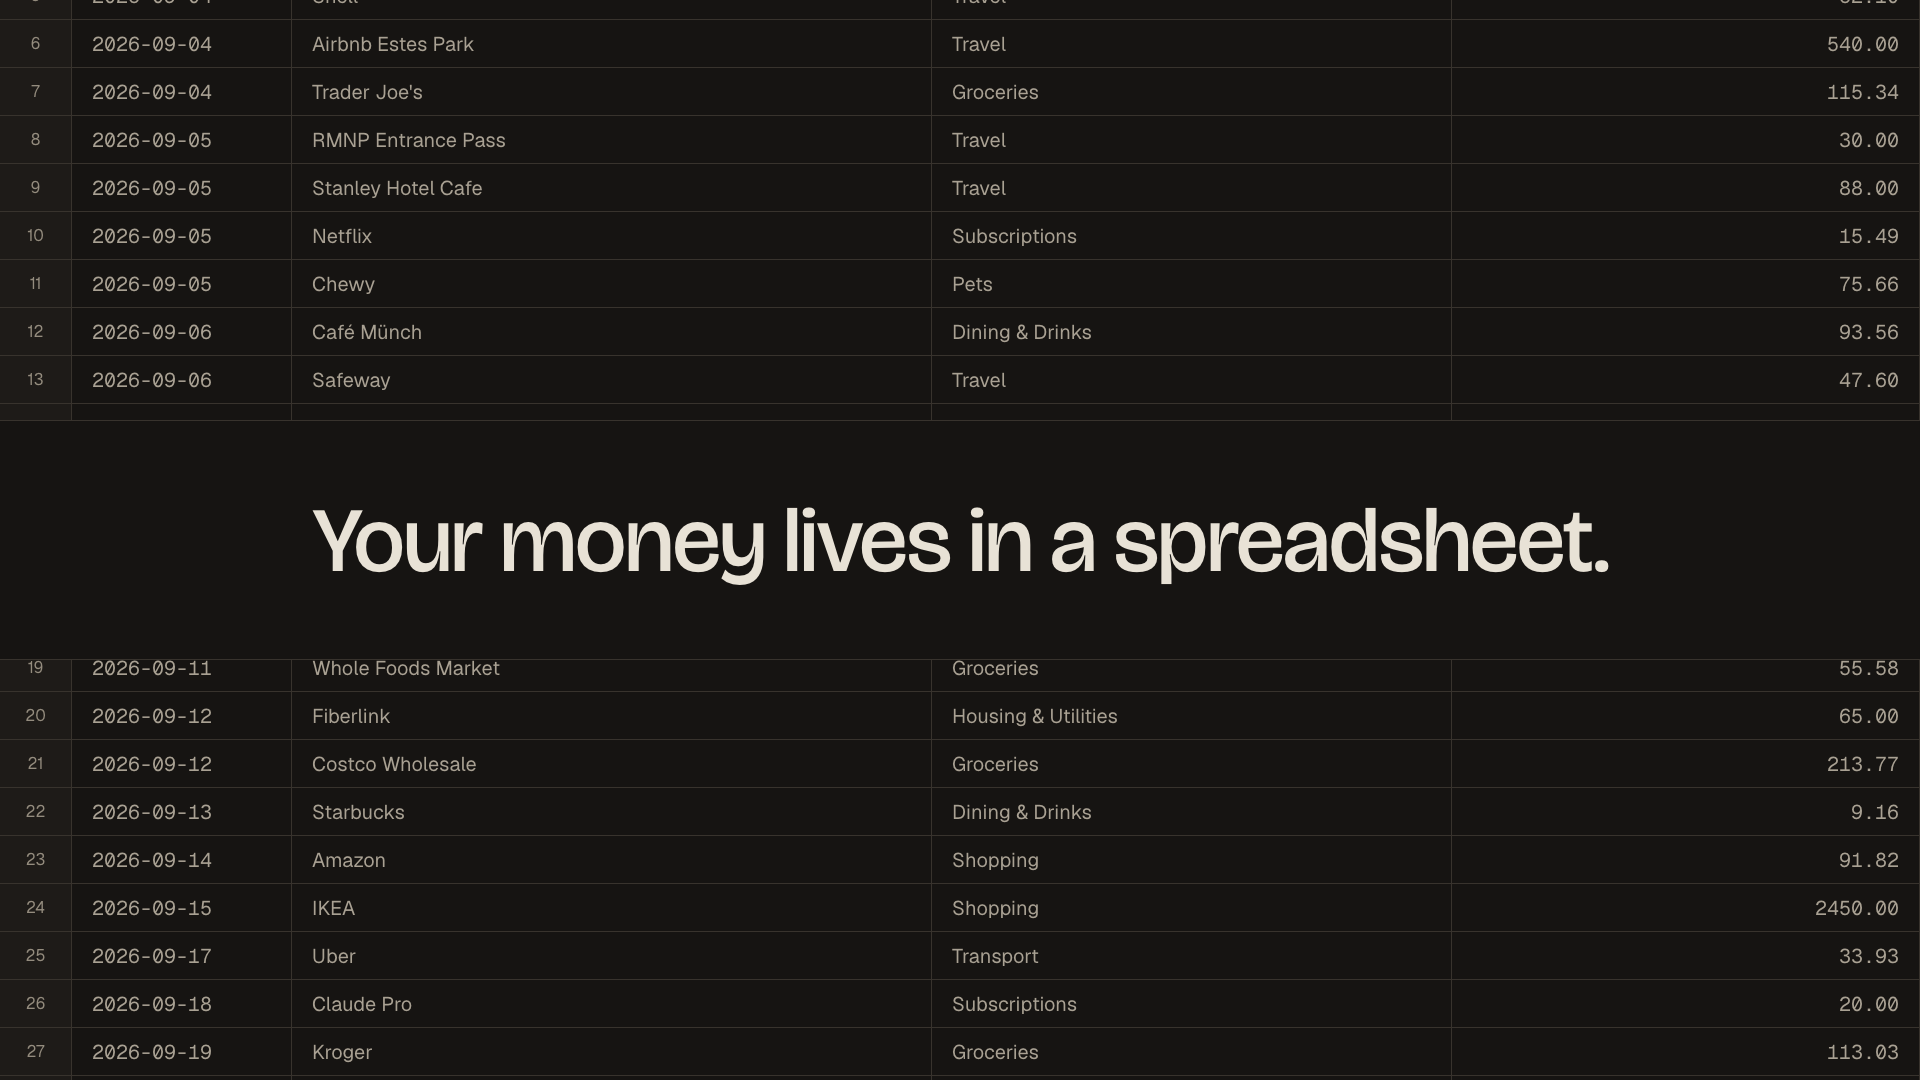 6 2026-09-04 Airbnb Estes Park Travel 540.00
7 2026-09-04 Trader Joe's Groceries 115.34
8 2026-09-05 RMNP Entrance Pass Travel 30.00
9 2026-09-05 Stanley Hotel Cafe Travel 88.00
10 2026-09-05 Netflix Subscriptions 15.49
11 2026-09-05 Chewy Pets 75.66
12 2026-09-06 Café Münch Dining & Drinks 93.56
13 2026-09-06 Safeway Travel 47.60
Your money lives in a spreadsheet.
19 2026-09-11 Whole Foods Market Groceries 55.58
20 2026-09-12 Fiberlink Housing & Utilities 65.00
21 2026-09-12 Costco Wholesale Groceries 213.77
22 2026-09-13 Starbucks Dining & Drinks 9.16
23 2026-09-14 Amazon Shopping 91.82
24 2026-09-15 IKEA Shopping 2450.00
25 2026-09-17 Uber Transport 33.93
26 2026-09-18 Claude Pro Subscriptions 20.00
27 2026-09-19 Kroger Groceries 113.03